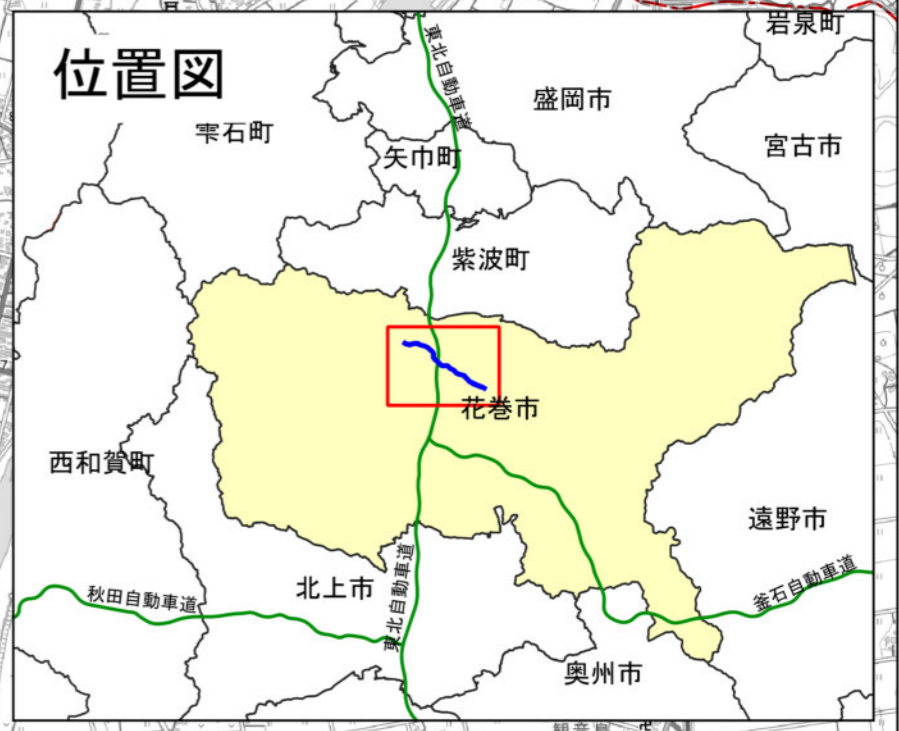 位置図
岩泉町
東北自動車道
盛岡市
雫石町
矢巾町
宮古市
紫波町
花巻市
西和賀町
遠野市
北上市
東北自動車道
秋田自動車道
釜石自動車道
奥州市